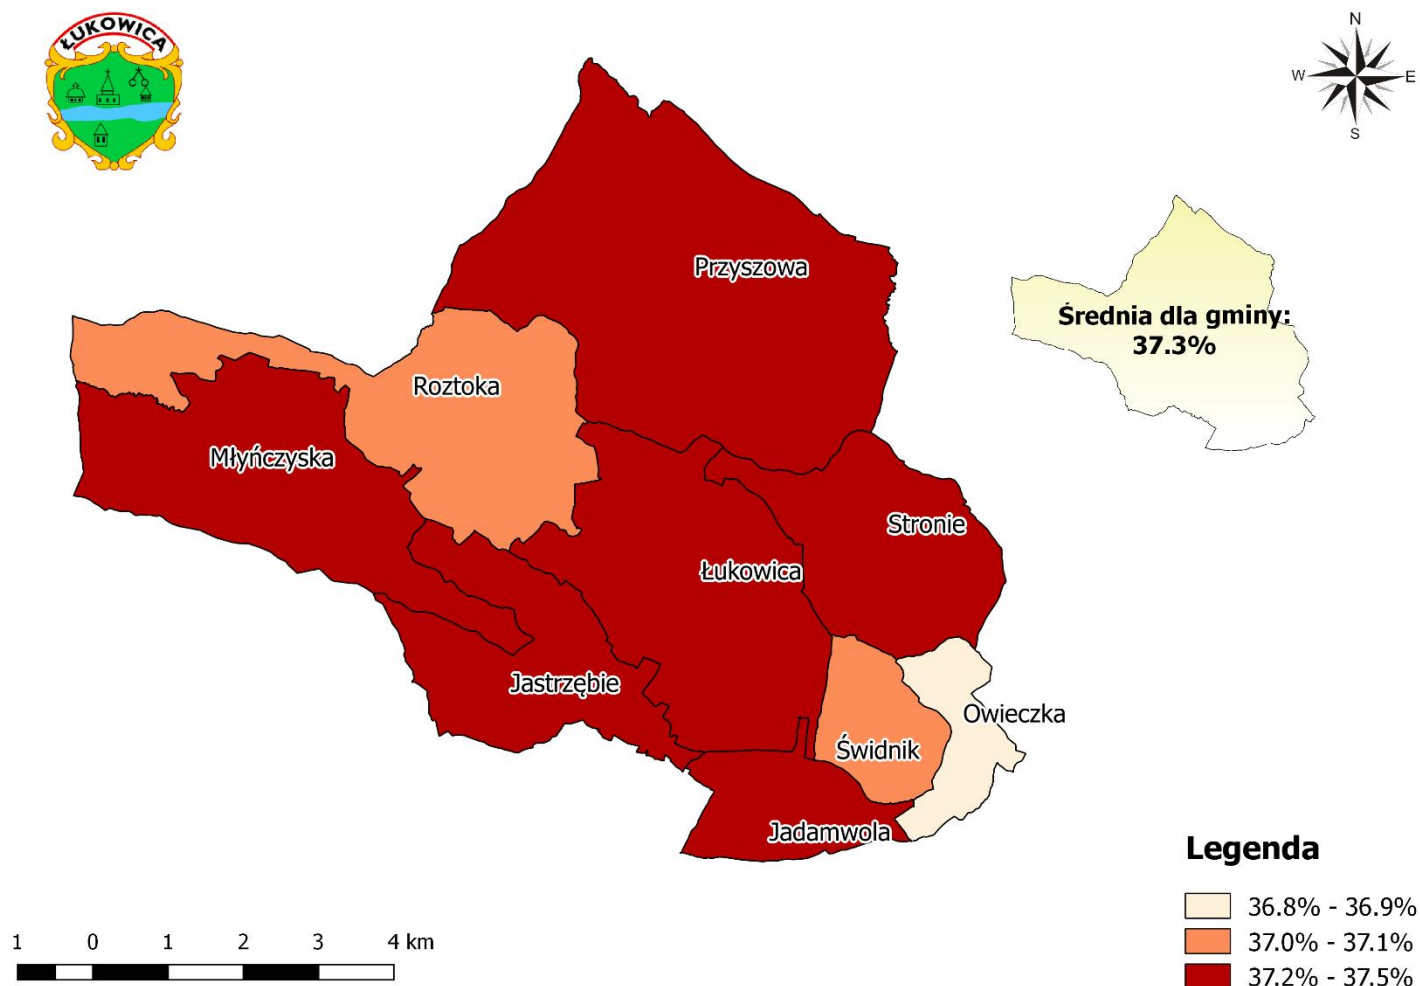 ŁUKOWICA
N
W
E
S
Przyszowa
Średnia dla gminy:
37.3%
Roztoka
Młyńczyska
Stronie
Łukowica
Jastrzębie
Owieczka
Świdnik
Jadamwola
Legenda
36.8% - 36.9%
37.0% - 37.1%
37.2% - 37.5%
1 0 1 2 3 4 km